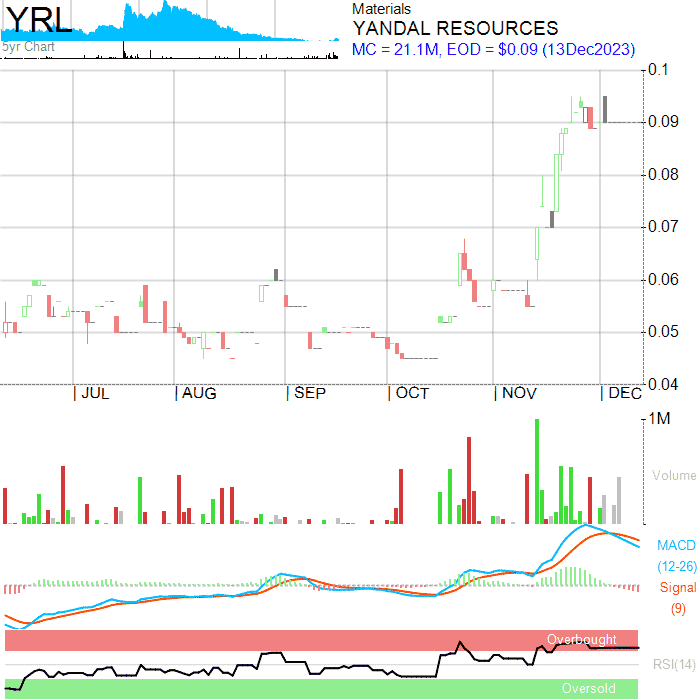 YRL
5yr Chart
Materials
YANDAL RESOURCES
MC = 21.1M, EOD = $0.09 (13Dec2023)
0.1
0.09
0.08
0.07
0.06
0.05
0.04
JUL AUG SEP OCT NOV DEC
1M
Volume
MACD
(12-26)
Signal
(9)
Overbought
RSI(14)
Oversold